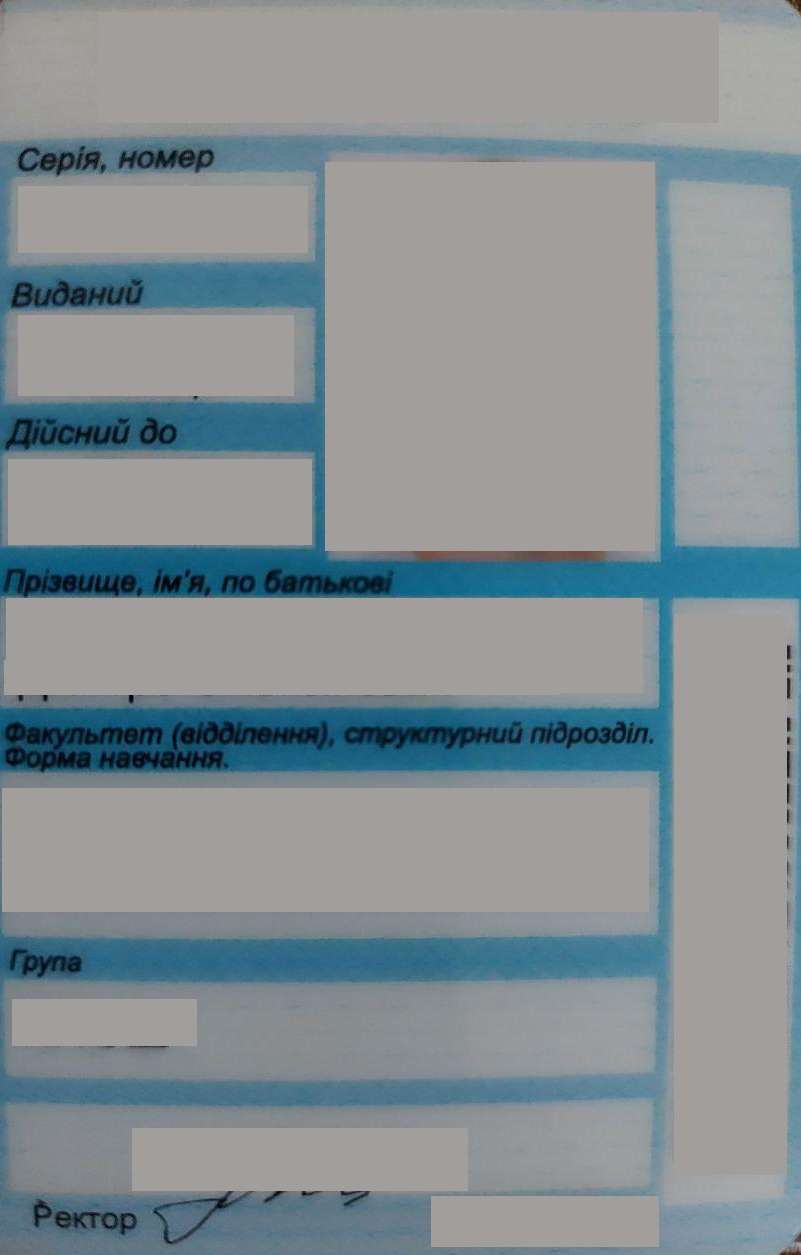 Серія, номер
Виданий
Дійсний до
Прізвище, ім'я, по батькові
Факультет (відділення), структурний підрозділ.
Форма навчання.
Група
Ректор